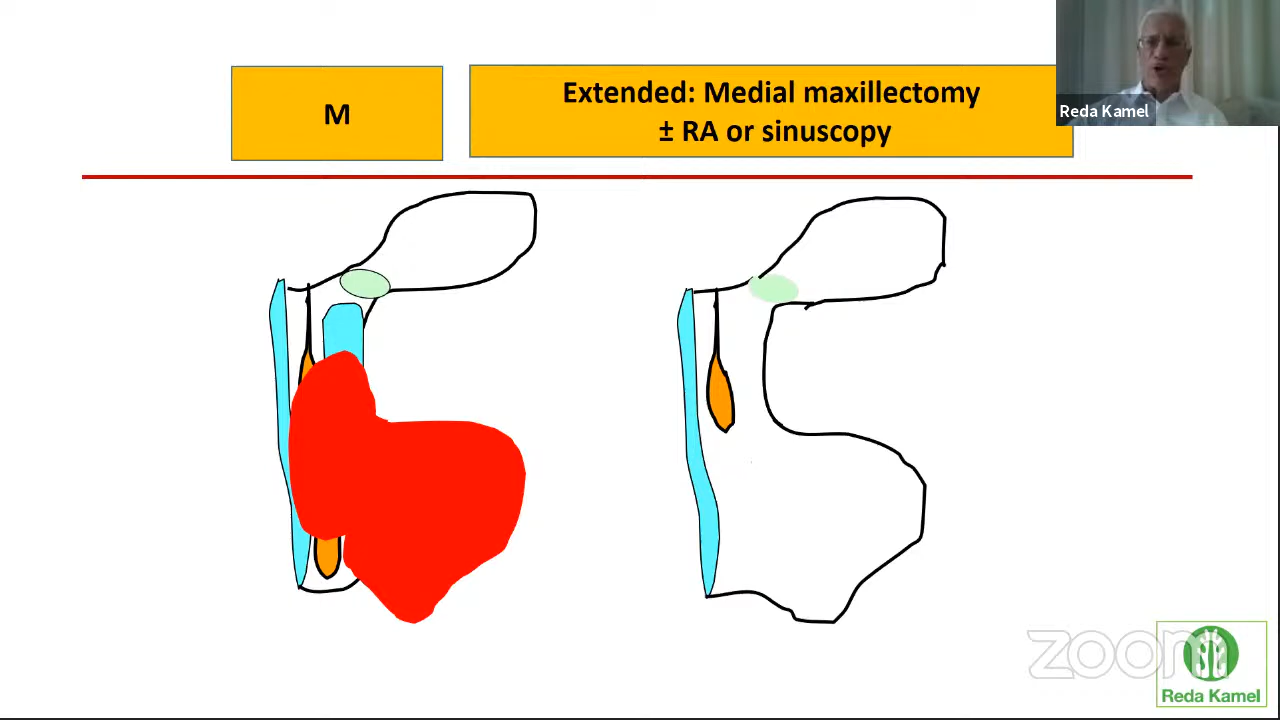 M
Extended: Medial maxillectomy
± RA or sinuscopy
Reda Kamel
zoom
Reda Kamel